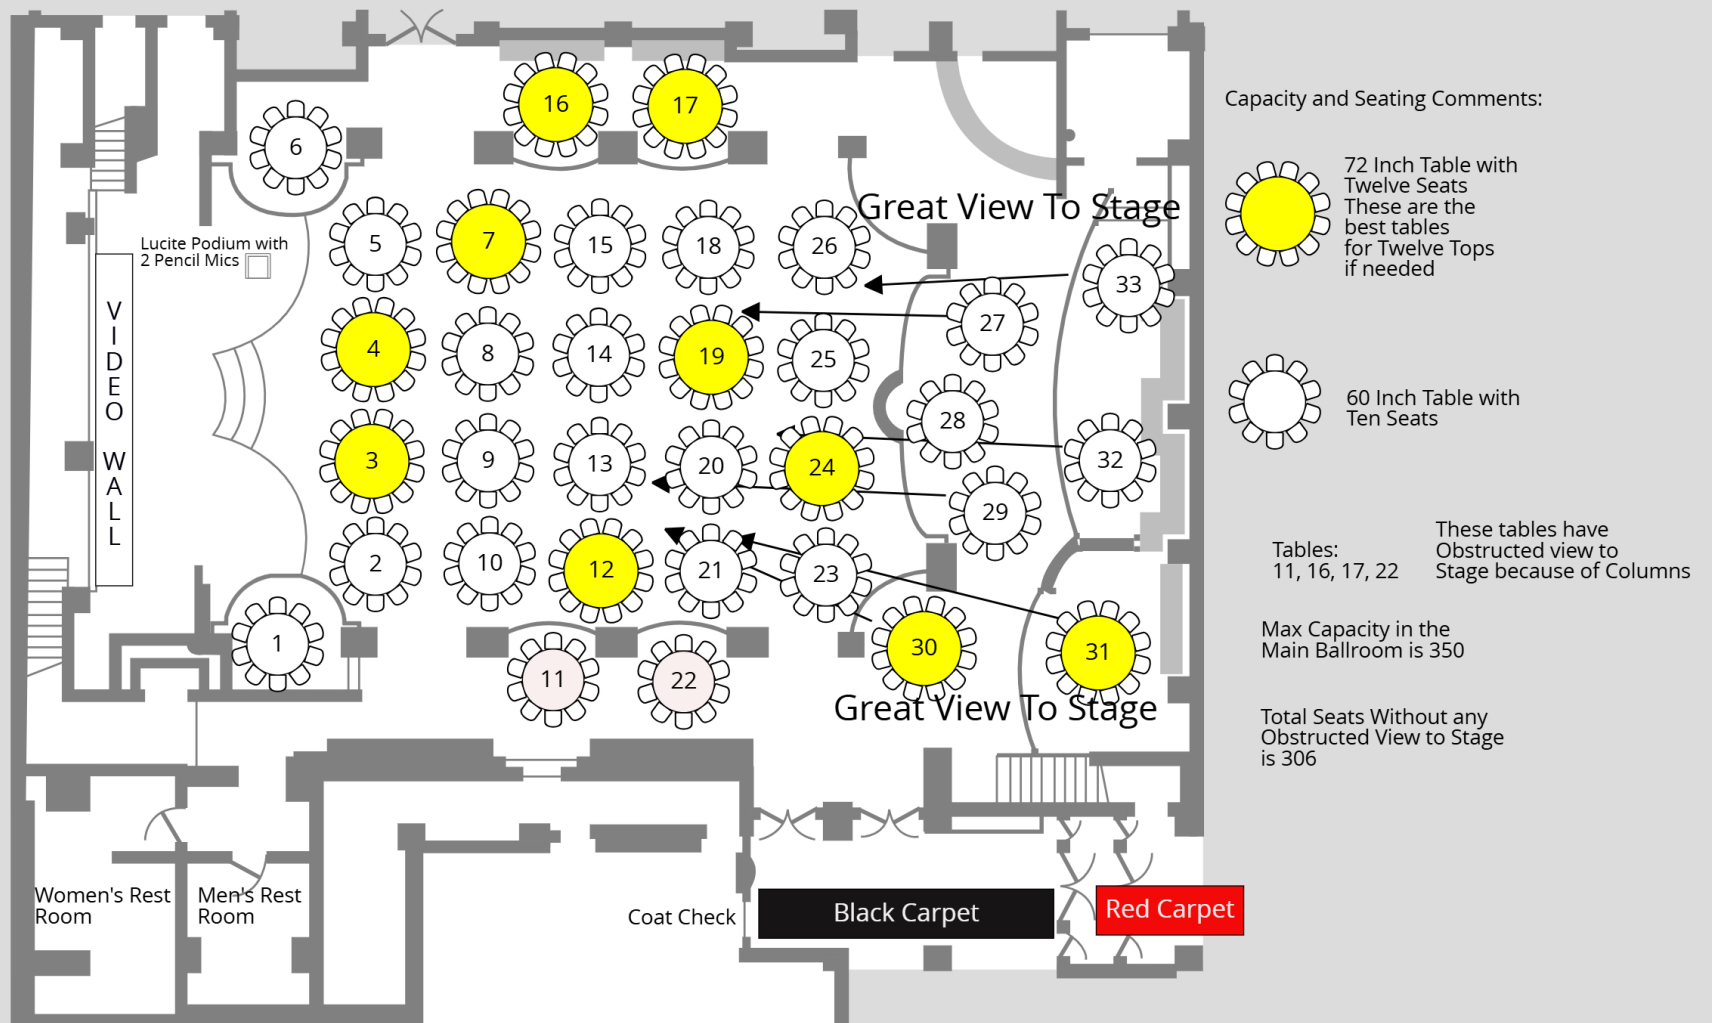 16
17
6
5
7
15
18
26
4
8
14
19
25
3
9
13
20
24
2
10
12
21
23
1
11
22
27
28
29
30
33
32
31
Great View To Stage
Great View To Stage
Lucite Podium with
2 Pencil Mics
VIDEO WALL
Women's Rest
Room
Men's Rest
Room
Coat Check
Black Carpet
Red Carpet
Capacity and Seating Comments:
72 Inch Table with
Twelve Seats
These are the
best tables
for Twelve Tops
if needed
60 Inch Table with
Ten Seats
Tables:
11, 16, 17, 22
These tables have
Obstructed view to
Stage because of Columns
Max Capacity in the
Main Ballroom is 350
Total Seats Without any
Obstructed View to Stage
is 306